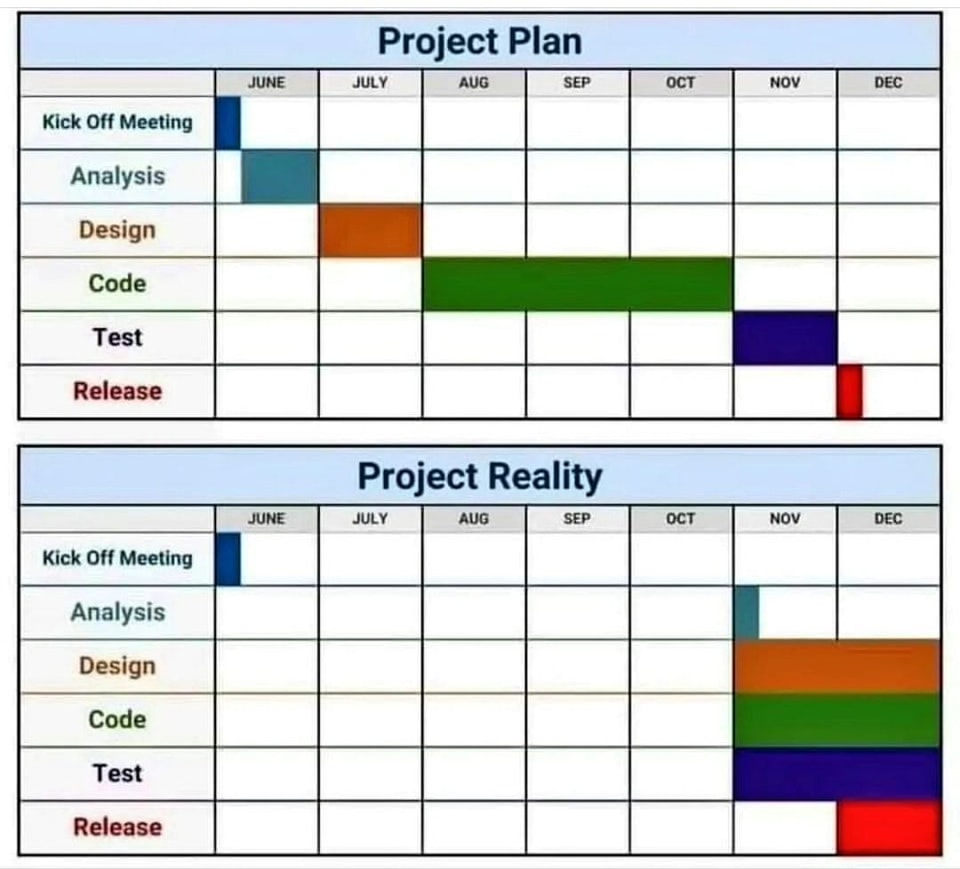 Project Plan
JUNE JULY AUG SEP OCT NOV DEC
Kick Off Meeting
Analysis
Design
Code
Test
Release
Project Reality
JUNE JULY AUG SEP OCT NOV DEC
Kick Off Meeting
Analysis
Design
Code
Test
Release